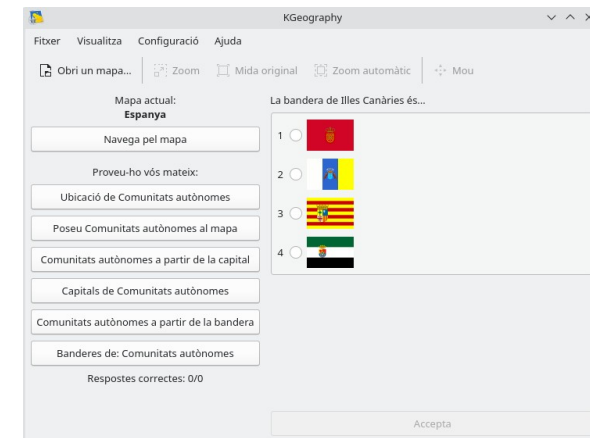 KGeography
Fitxer Visualitza Configuració Ajuda
Obri un mapa... Zoom Mida original Zoom automàtic Mou
Mapa actual:
Espanya
Navega pel mapa
Proveu-ho vós mateix:
Ubicació de Comunitats autònomes
Poseu Comunitats autònomes al mapa
Comunitats autònomes a partir de la capital
Capitals de Comunitats autònomes
Comunitats autònomes a partir de la bandera
Banderes de: Comunitats autònomes
Respostes correctes: 0/0
La bandera de Illes Canàries és...
1
2
3
4
Accepta